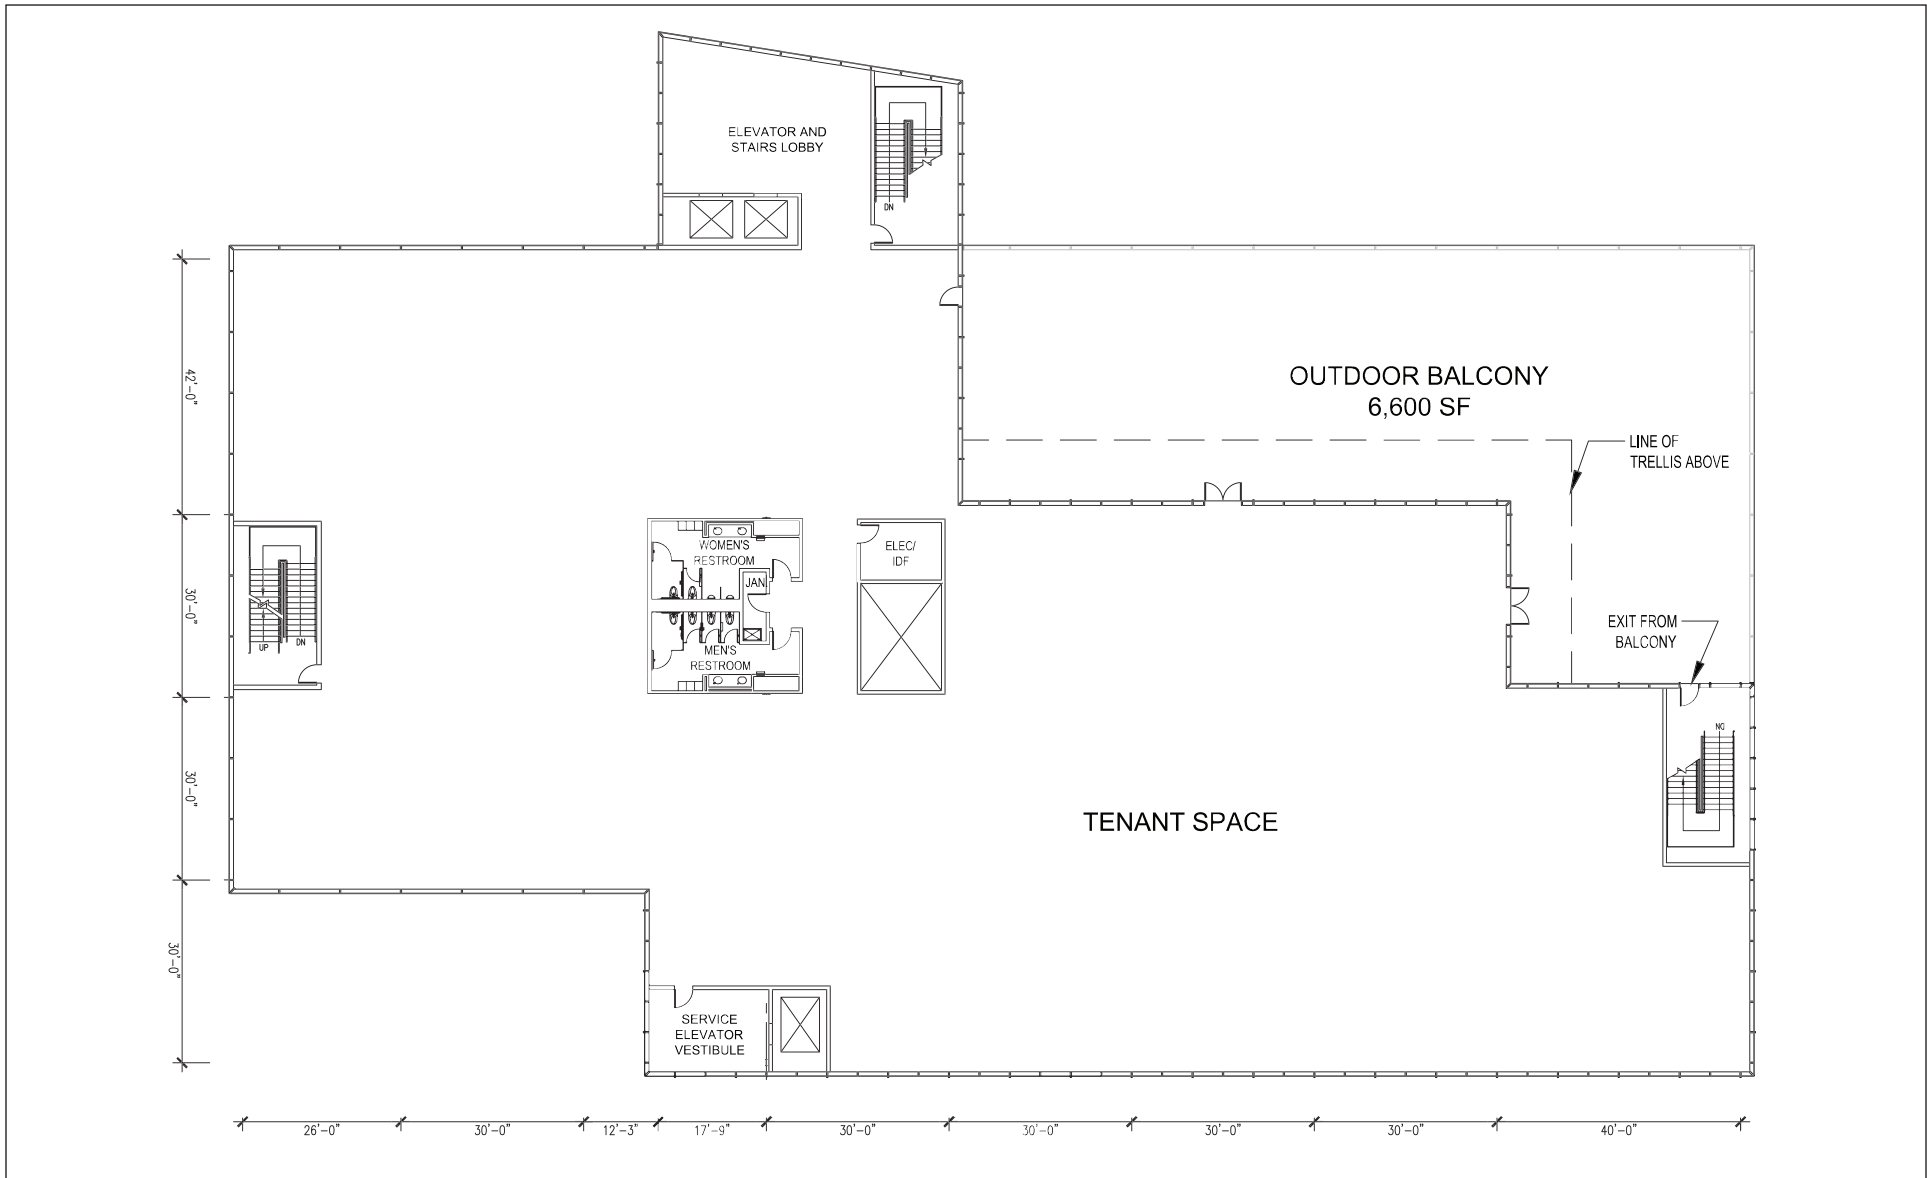 ELEVATOR AND
STAIRS LOBBY
DN
OUTDOOR BALCONY
6,600 SF
LINE OF
TRELLIS ABOVE
42'-0"
WOMEN'S
RESTROOM
JAN.
ELEC/
IDF
30'-0"
UP
DN
MEN'S
RESTROOM
EXIT FROM
BALCONY
DN
30'-0"
TENANT SPACE
30'-0"
SERVICE
ELEVATOR
VESTIBULE
26'-0"
30'-0"
12'-3"
17'-9"
30'-0"
30'-0"
30'-0"
30'-0"
40'-0"